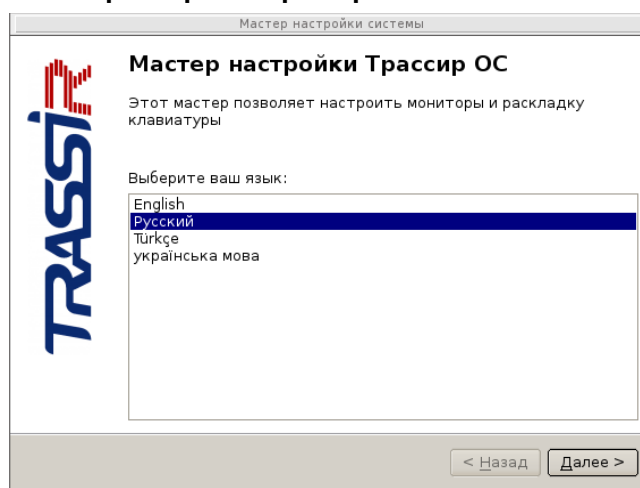 Мастер настройки системы
Мастер настройки Трассир ОС
Этот мастер позволяет настроить мониторы и раскладку
клавиатуры
Выберите ваш язык:
English
Русский
Türkçe
українська мова
TRASSIR
< Назад
Далее >